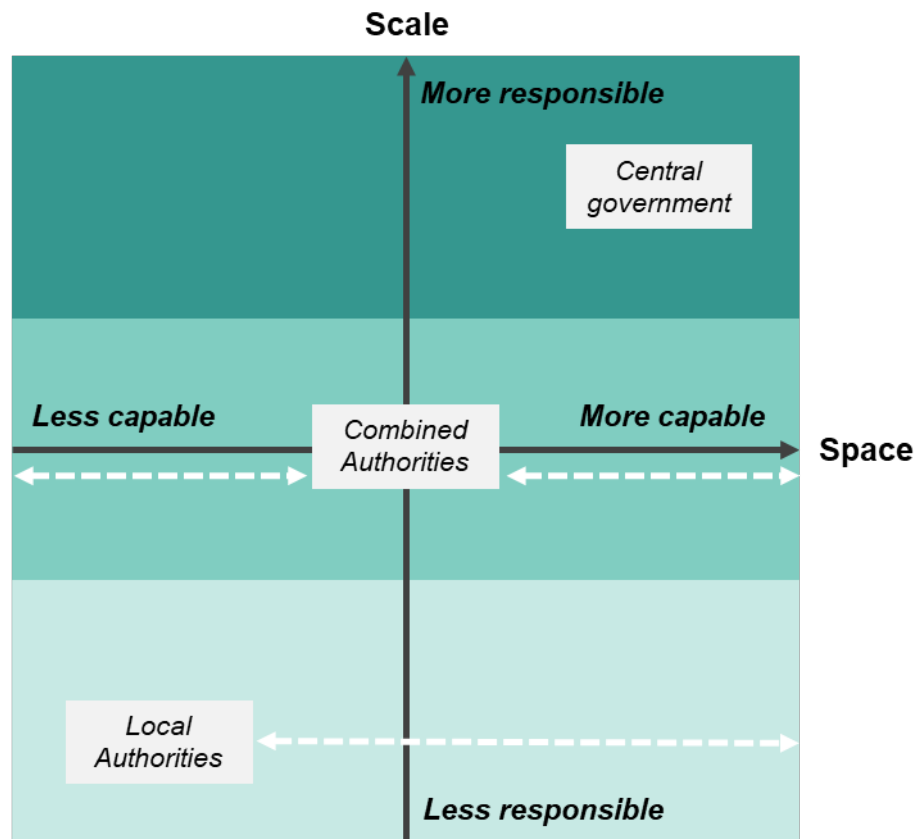 Scale
More responsible
Central
government
Less capable
More capable
Combined
Authorities
Space
Local
Authorities
Less responsible